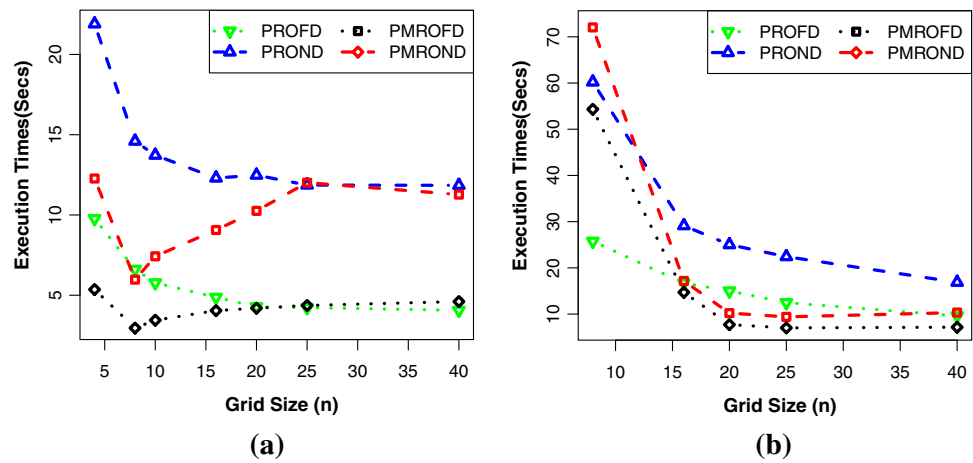 PROFD
PROND
PMROFD
PMROND
Execution Times(Secs)
20
15
10
5
5 10 15 20 25 30 35 40
Grid Size (n)
(a)
PROFD
PROND
PMROFD
PMROND
Execution Times(Secs)
70
60
50
40
30
20
10
10 15 20 25 30 35 40
Grid Size (n)
(b)